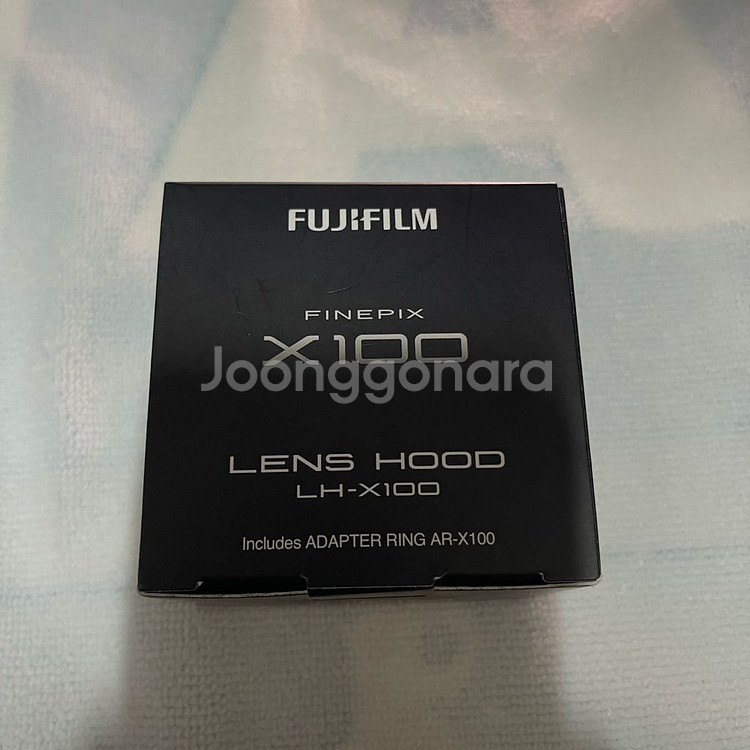 FUJIFILM
FINEPIX
X100
Joonggonara
LENS HOOD
LH-X100
Includes ADAPTER RING AR-X100